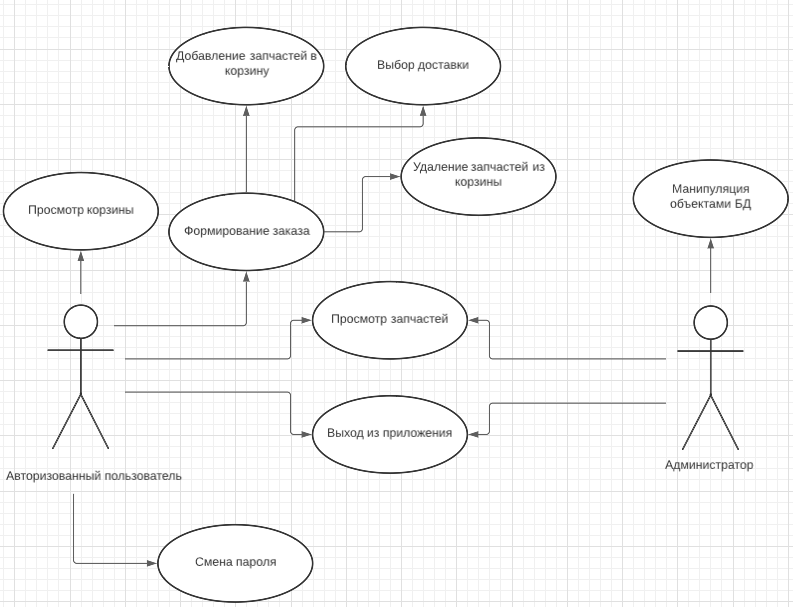 Добавление запчастей в
корзину
Выбор доставки
Удаление запчастей из
корзины
Манипуляция
объектами БД
Просмотр корзины
Формирование заказа
Просмотр запчастей
Выход из приложения
Авторизованный пользователь
Администратор
Смена пароля